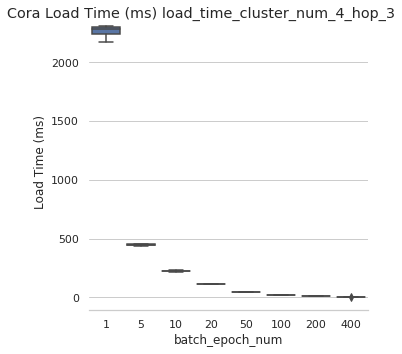 Cora Load Time (ms) load_time_cluster_num_4_hop_3
Load Time (ms)
2000
1500
1000
500
0
1 5 10 20 50 100 200 400
batch_epoch_num